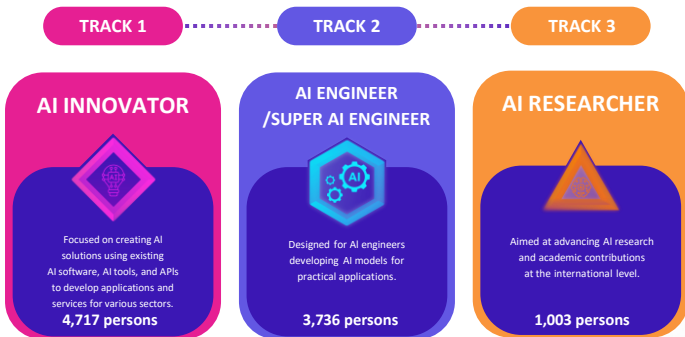 TRACK 1
TRACK 2
TRACK 3
AI INNOVATOR
AI
Focused on creating AI
solutions using existing
AI software, AI tools, and APIs
to develop applications and
services for various sectors.
4,717 persons
AI ENGINEER
/SUPER AI ENGINEER
AI
Designed for AI engineers
developing AI models for
practical applications.
3,736 persons
AI RESEARCHER
Aimed at advancing AI research
and academic contributions
at the international level.
1,003 persons